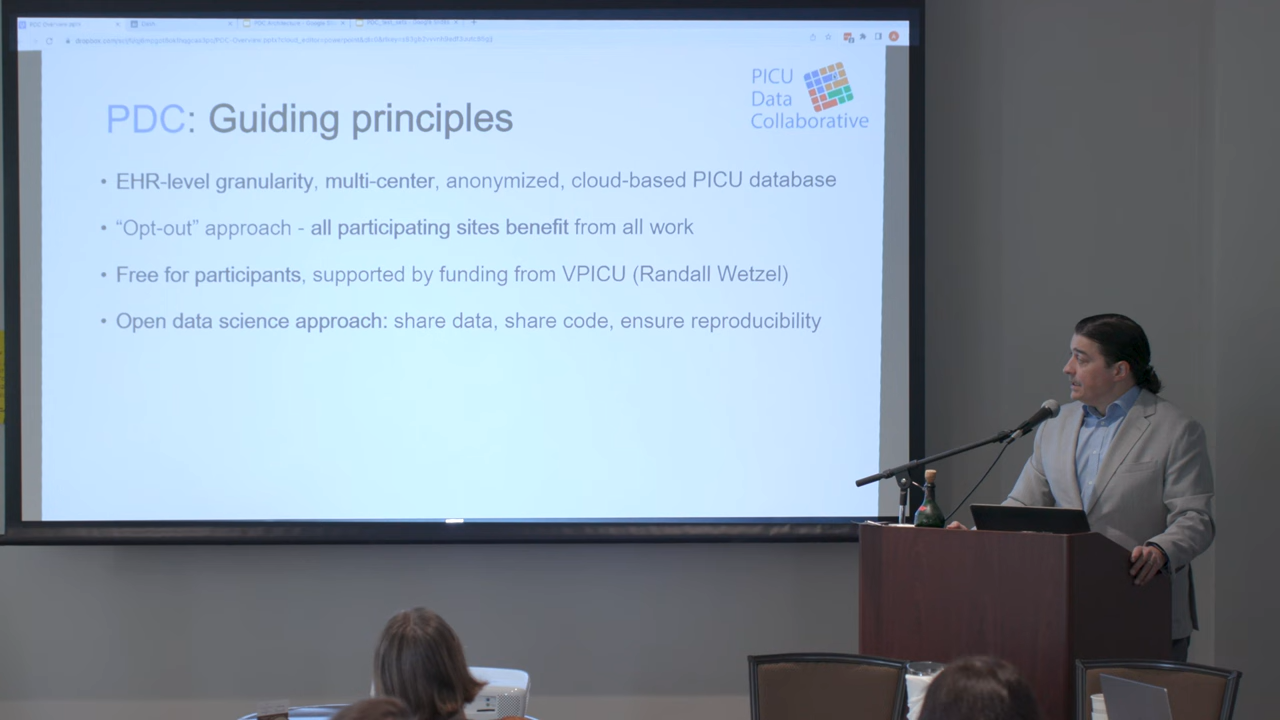 PDC: Guiding principles
PICU
Data
Collaborative
• EHR-level granularity, multi-center, anonymized, cloud-based PICU database
• “Opt-out” approach - all participating sites benefit from all work
• Free for participants, supported by funding from VPICU (Randall Wetzel)
• Open data science approach: share data, share code, ensure reproducibility